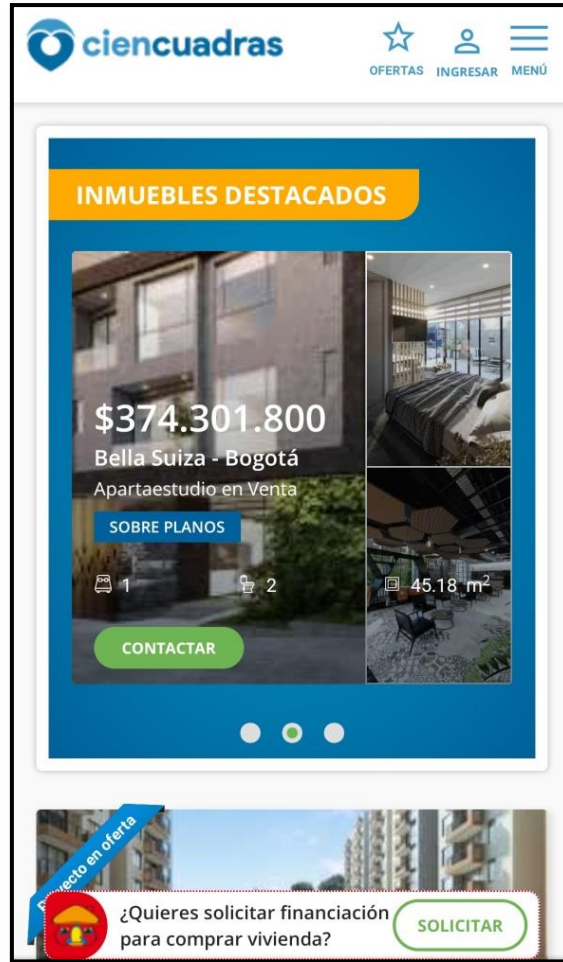 ciencuadras
OFERTAS INGRESAR MENÚ
INMUEBLES DESTACADOS
$374.301.800
Bella Suiza - Bogotá
Apartaestudio en Venta
SOBRE PLANOS
1 2 45.18 m²
CONTACTAR
en oferta
¿Quieres solicitar financiación
para comprar vivienda?
SOLICITAR